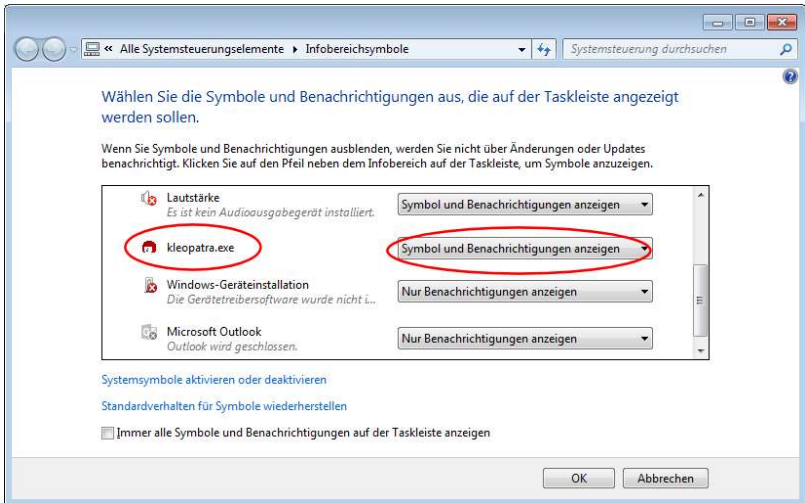 « Alle Systemsteuerungselemente ▸ Infobereichsymbole
Systemsteuerung durchsuchen
Wählen Sie die Symbole und Benachrichtigungen aus, die auf der Taskleiste angezeigt
werden sollen.
Wenn Sie Symbole und Benachrichtigungen ausblenden, werden Sie nicht über Änderungen oder Updates
benachrichtigt. Klicken Sie auf den Pfeil neben dem Infobereich auf der Taskleiste, um Symbole anzuzeigen.
Lautstärke
Es ist kein Audioausgabegerät installiert.
Symbol und Benachrichtigungen anzeigen
kleopatra.exe
Symbol und Benachrichtigungen anzeigen
Windows-Geräteinstallation
Die Gerätetreibersoftware wurde nicht i...
Nur Benachrichtigungen anzeigen
Microsoft Outlook
Outlook wird geschlossen.
Nur Benachrichtigungen anzeigen
Systemsymbole aktivieren oder deaktivieren
Standardverhalten für Symbole wiederherstellen
Immer alle Symbole und Benachrichtigungen auf der Taskleiste anzeigen
OK
Abbrechen